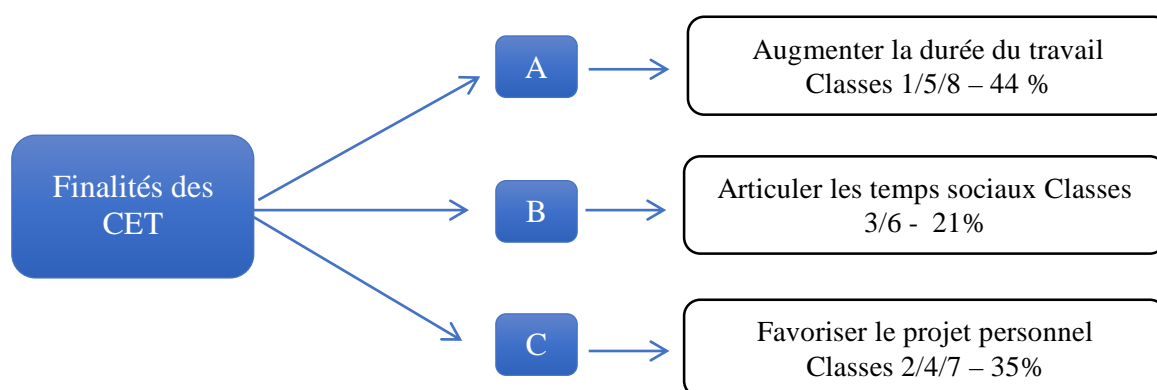 A
Augmenter la durée du travail
Classes 1/5/8 – 44 %
Finalités des
CET
B
Articuler les temps sociaux Classes
3/6 - 21%
C
Favoriser le projet personnel
Classes 2/4/7 – 35%